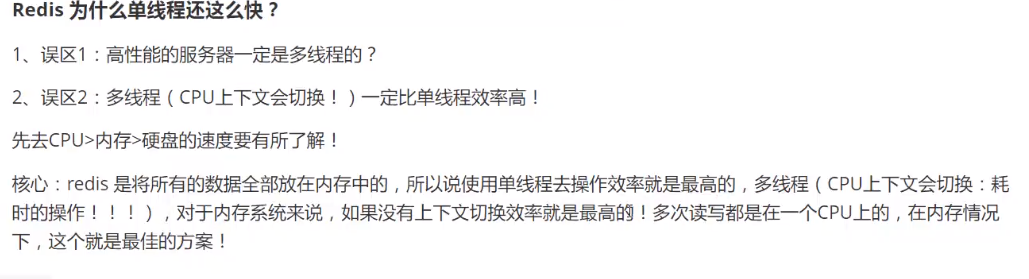 Redis 为什么单线程还这么快？
1、误区1：高性能的服务器一定是多线程的？
2、误区2：多线程（CPU上下文会切换！）一定比单线程效率高！
先去CPU>内存>硬盘的速度要有所了解！
核心：redis 是将所有的数据全部放在内存中的，所以说使用单线程去操作效率就是最高的，多线程（CPU上下文会切换：耗
时的操作！！！），对于内存系统来说，如果没有上下文切换效率就是最高的！多次读写都是在一个CPU上的，在内存情况
下，这个就是最佳的方案！